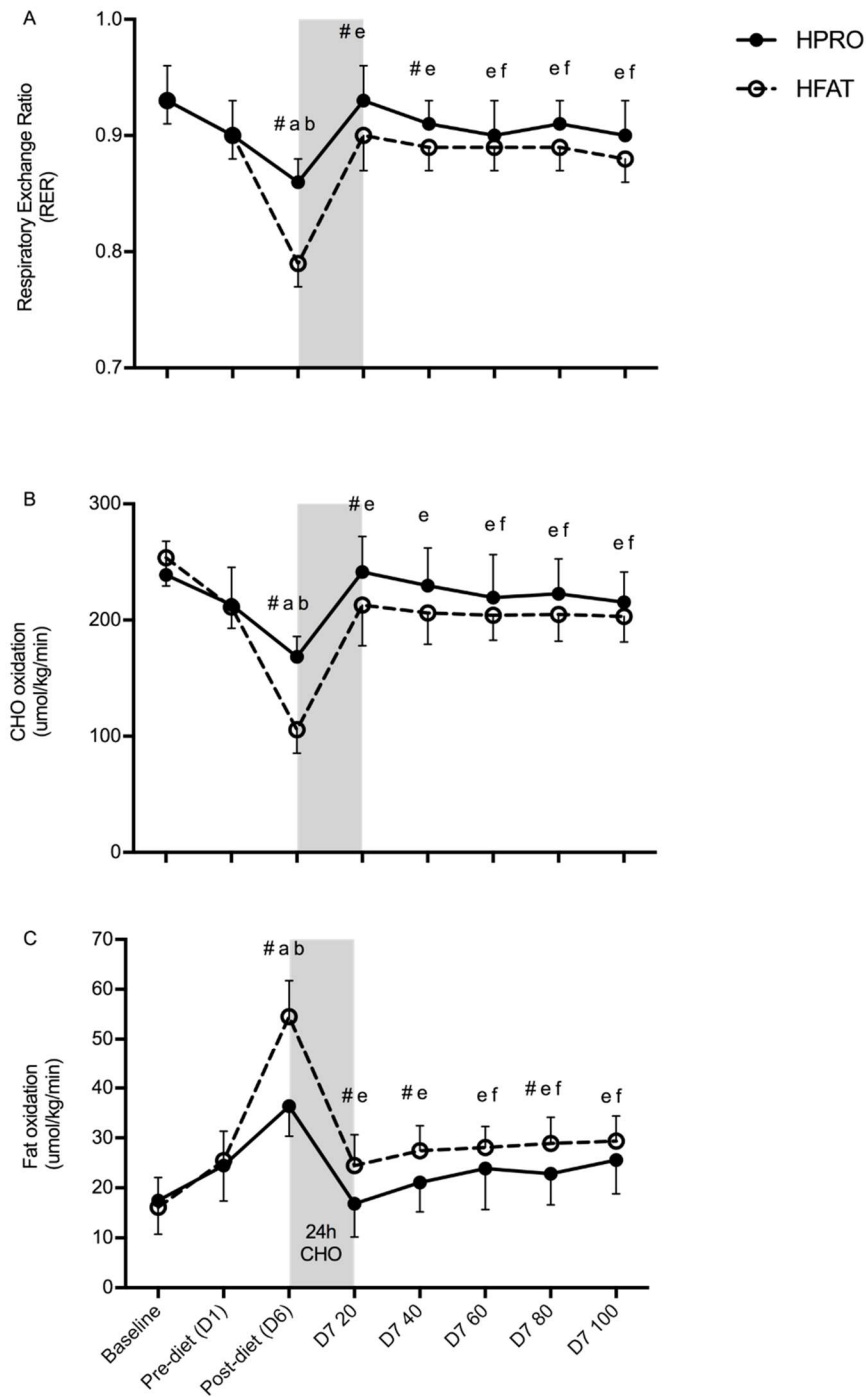 A
HPRO
HFAT
Respiratory Exchange Ratio
(RER)
1.0
0.9
0.8
0.7
# a b
# e
# e
e f
e f
e f
B
CHO oxidation
(umol/kg/min)
300
200
100
0
# a b
# e
e
e f
e f
e f
C
Fat oxidation
(umol/kg/min)
70
60
50
40
30
20
10
0
# a b
# e
# e
e f
# e f
e f
24h
CHO
Baseline
Pre-diet (D1)
Post-diet (D6)
D7 20
D7 40
D7 60
D7 80
D7 100